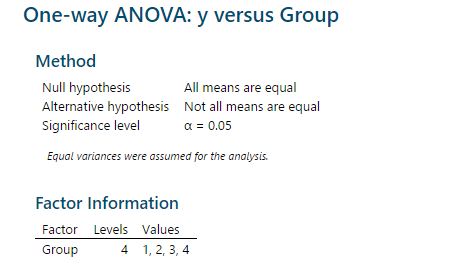 One-way ANOVA: y versus Group
Method
Null hypothesis All means are equal
Alternative hypothesis Not all means are equal
Significance level α = 0.05
Equal variances were assumed for the analysis.
Factor Information
Factor Levels Values
Group 4 1, 2, 3, 4